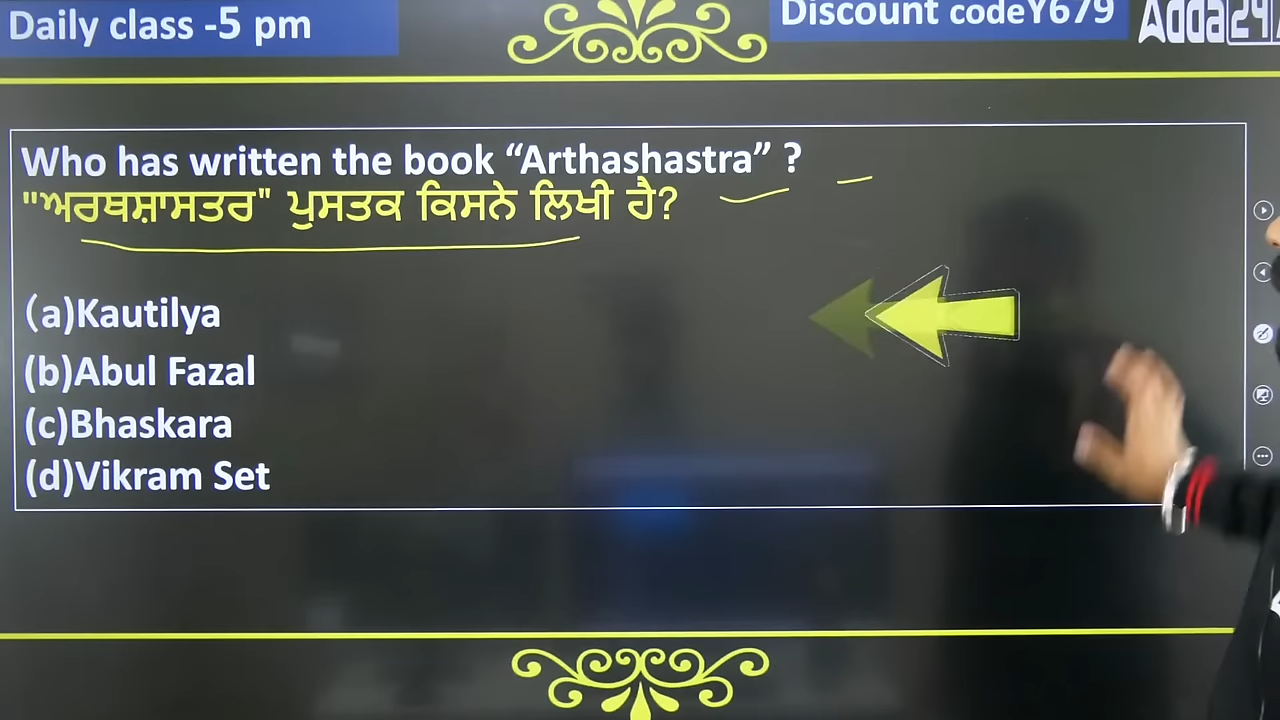 Daily class -5 pm
Discount codeY679
Adda24
Who has written the book “Arthashastra” ?
"ਅਰਥਸ਼ਾਸਤਰ" ਪੁਸਤਕ ਕਿਸਨੇ ਲਿਖੀ ਹੈ?
(a)Kautilya
(b)Abul Fazal
(c)Bhaskara
(d)Vikram Set